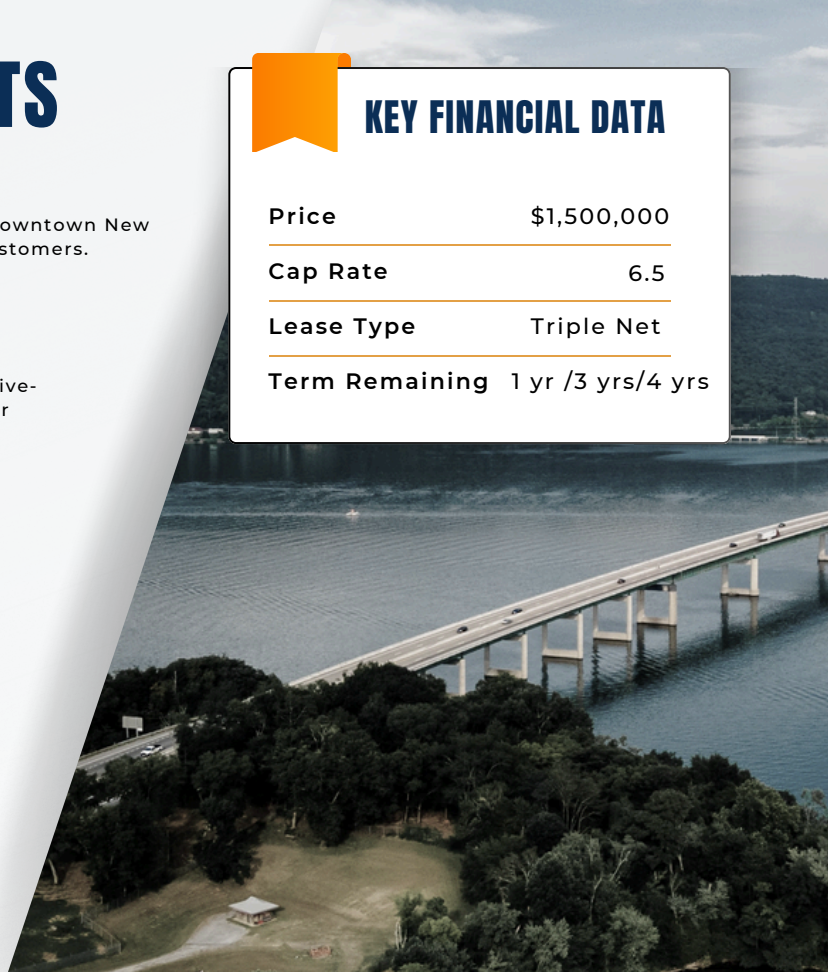 TS
owntown New
stomers.
ive-
r
KEY FINANCIAL DATA
Price $1,500,000
Cap Rate 6.5
Lease Type Triple Net
Term Remaining 1 yr /3 yrs/4 yrs